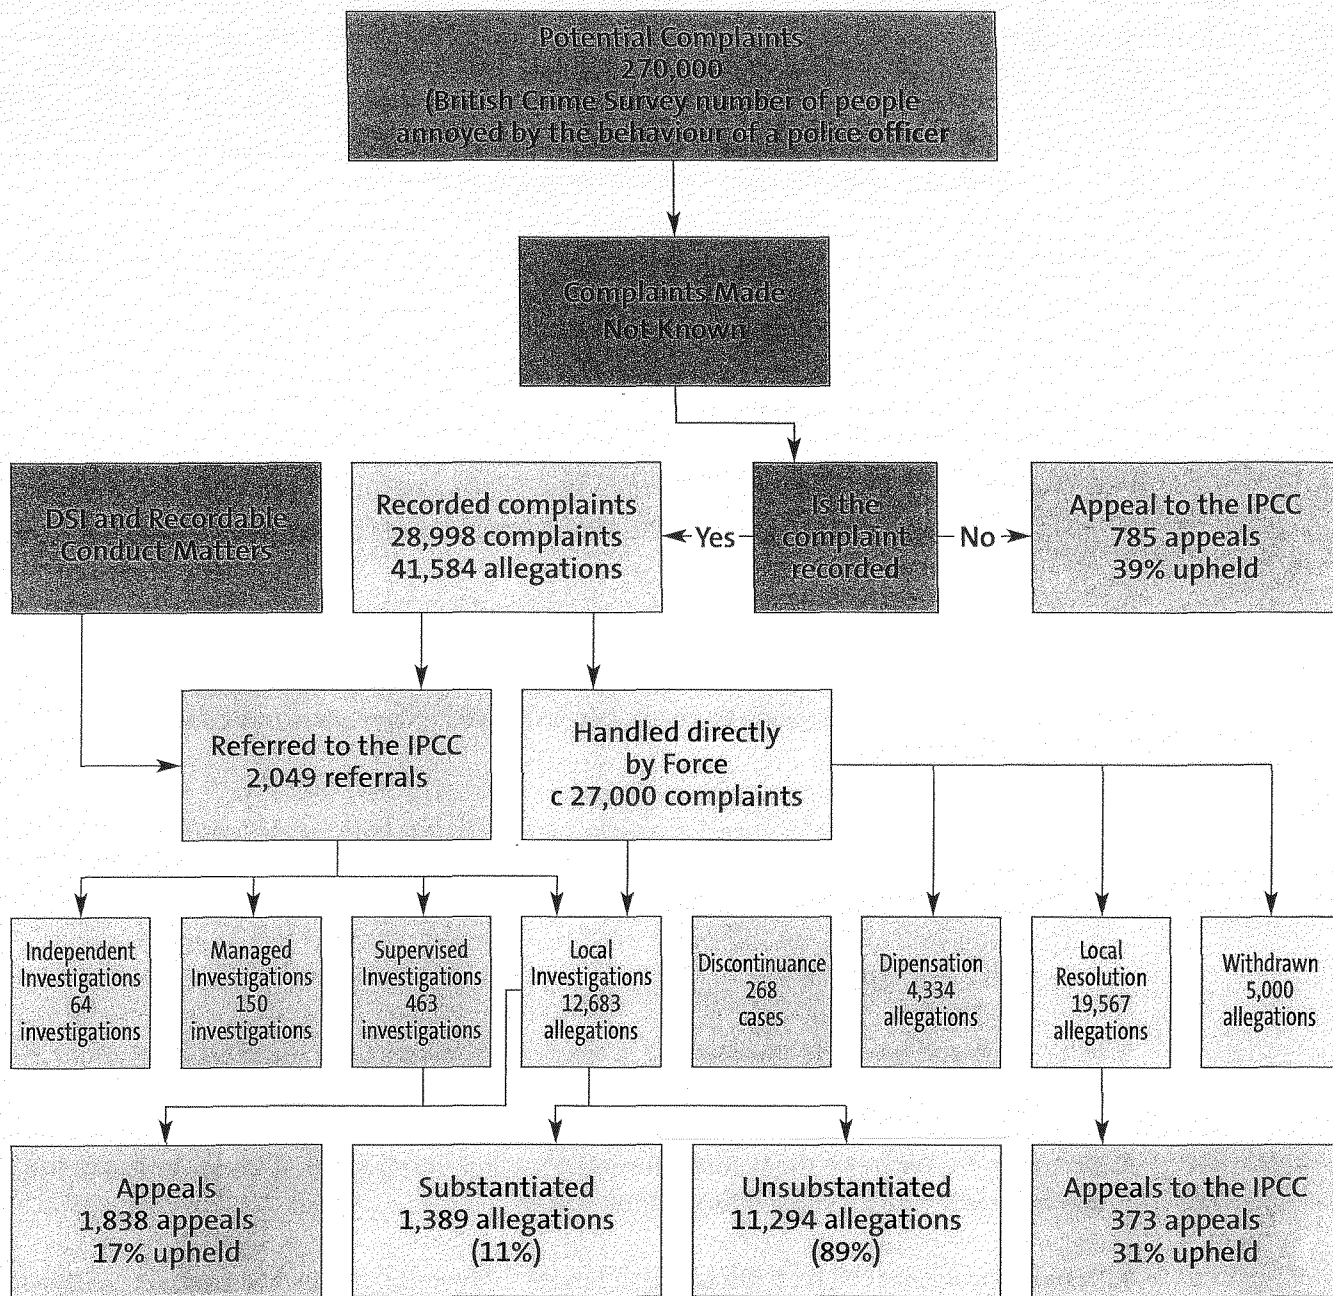 Potential Complaints
270,000
(British Crime Survey number of people
annoyed by the behaviour of a police officer
Complaints Made
Not Known
DSI and Recordable
Conduct Matters
Recorded complaints
28,998 complaints
41,584 allegations
Yes
Is the
complaint
recorded
No
Appeal to the IPCC
785 appeals
39% upheld
Referred to the IPCC
2,049 referrals
Handled directly
by Force
c 27,000 complaints
Independent
Investigations
64
investigations
Managed
Investigations
150
investigations
Supervised
Investigations
463
investigations
Local
Investigations
12,683
allegations
Discontinuance
268
cases
Dipensation
4,334
allegations
Local
Resolution
19,567
allegations
Withdrawn
5,000
allegations
Appeals
1,838 appeals
17% upheld
Substantiated
1,389 allegations
(11%)
Unsubstantiated
11,294 allegations
(89%)
Appeals to the IPCC
373 appeals
31% upheld